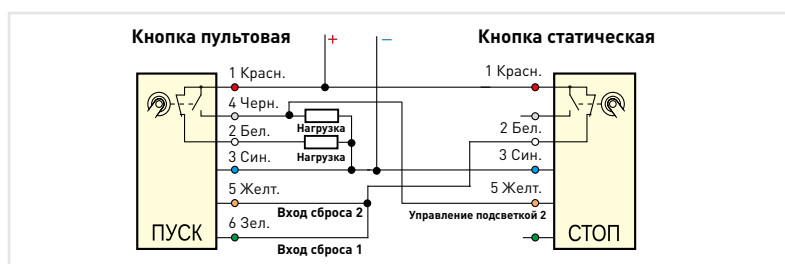 Кнопка пультовая
+
–
Кнопка статическая
1 Красн.
4 Черн.
Нагрузка
2 Бел.
Нагрузка
3 Син.
5 Желт.
Вход сброса 2
6 Зел.
Вход сброса 1
ПУСК
1 Красн.
2 Бел.
3 Син.
5 Желт.
Управление подсветкой 2
СТОП